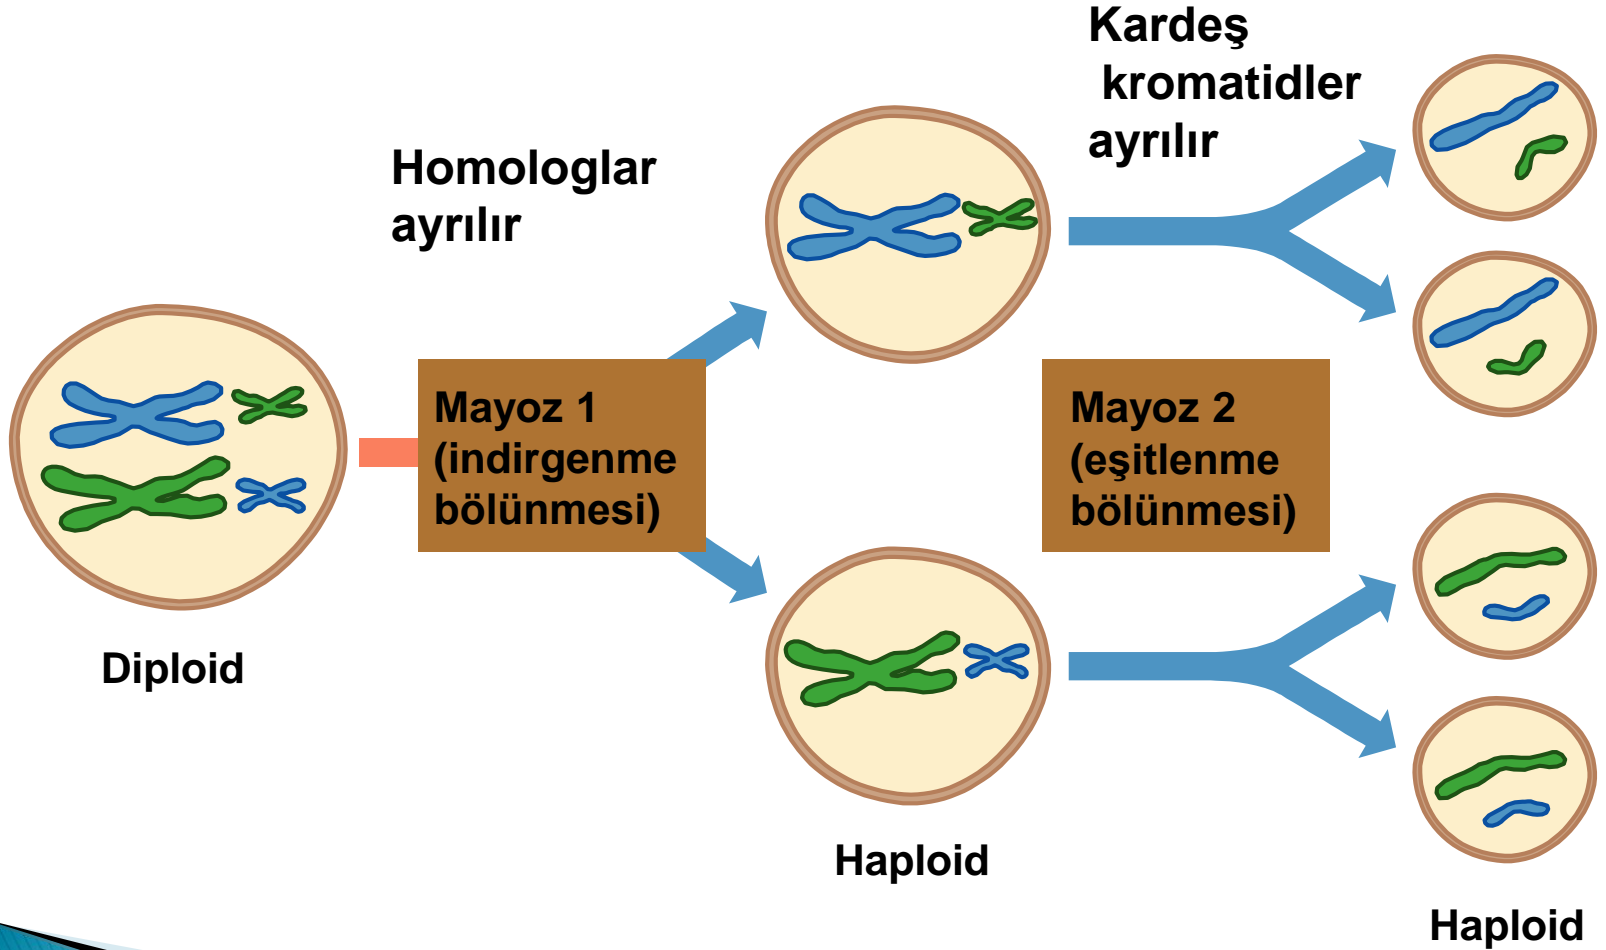 Homologlar
ayrılır
Kardeş
kromatidler
ayrılır
Mayoz 1
(indirgenme
bölünmesi)
Mayoz 2
(eşitlenme
bölünmesi)
Diploid
Haploid
Haploid